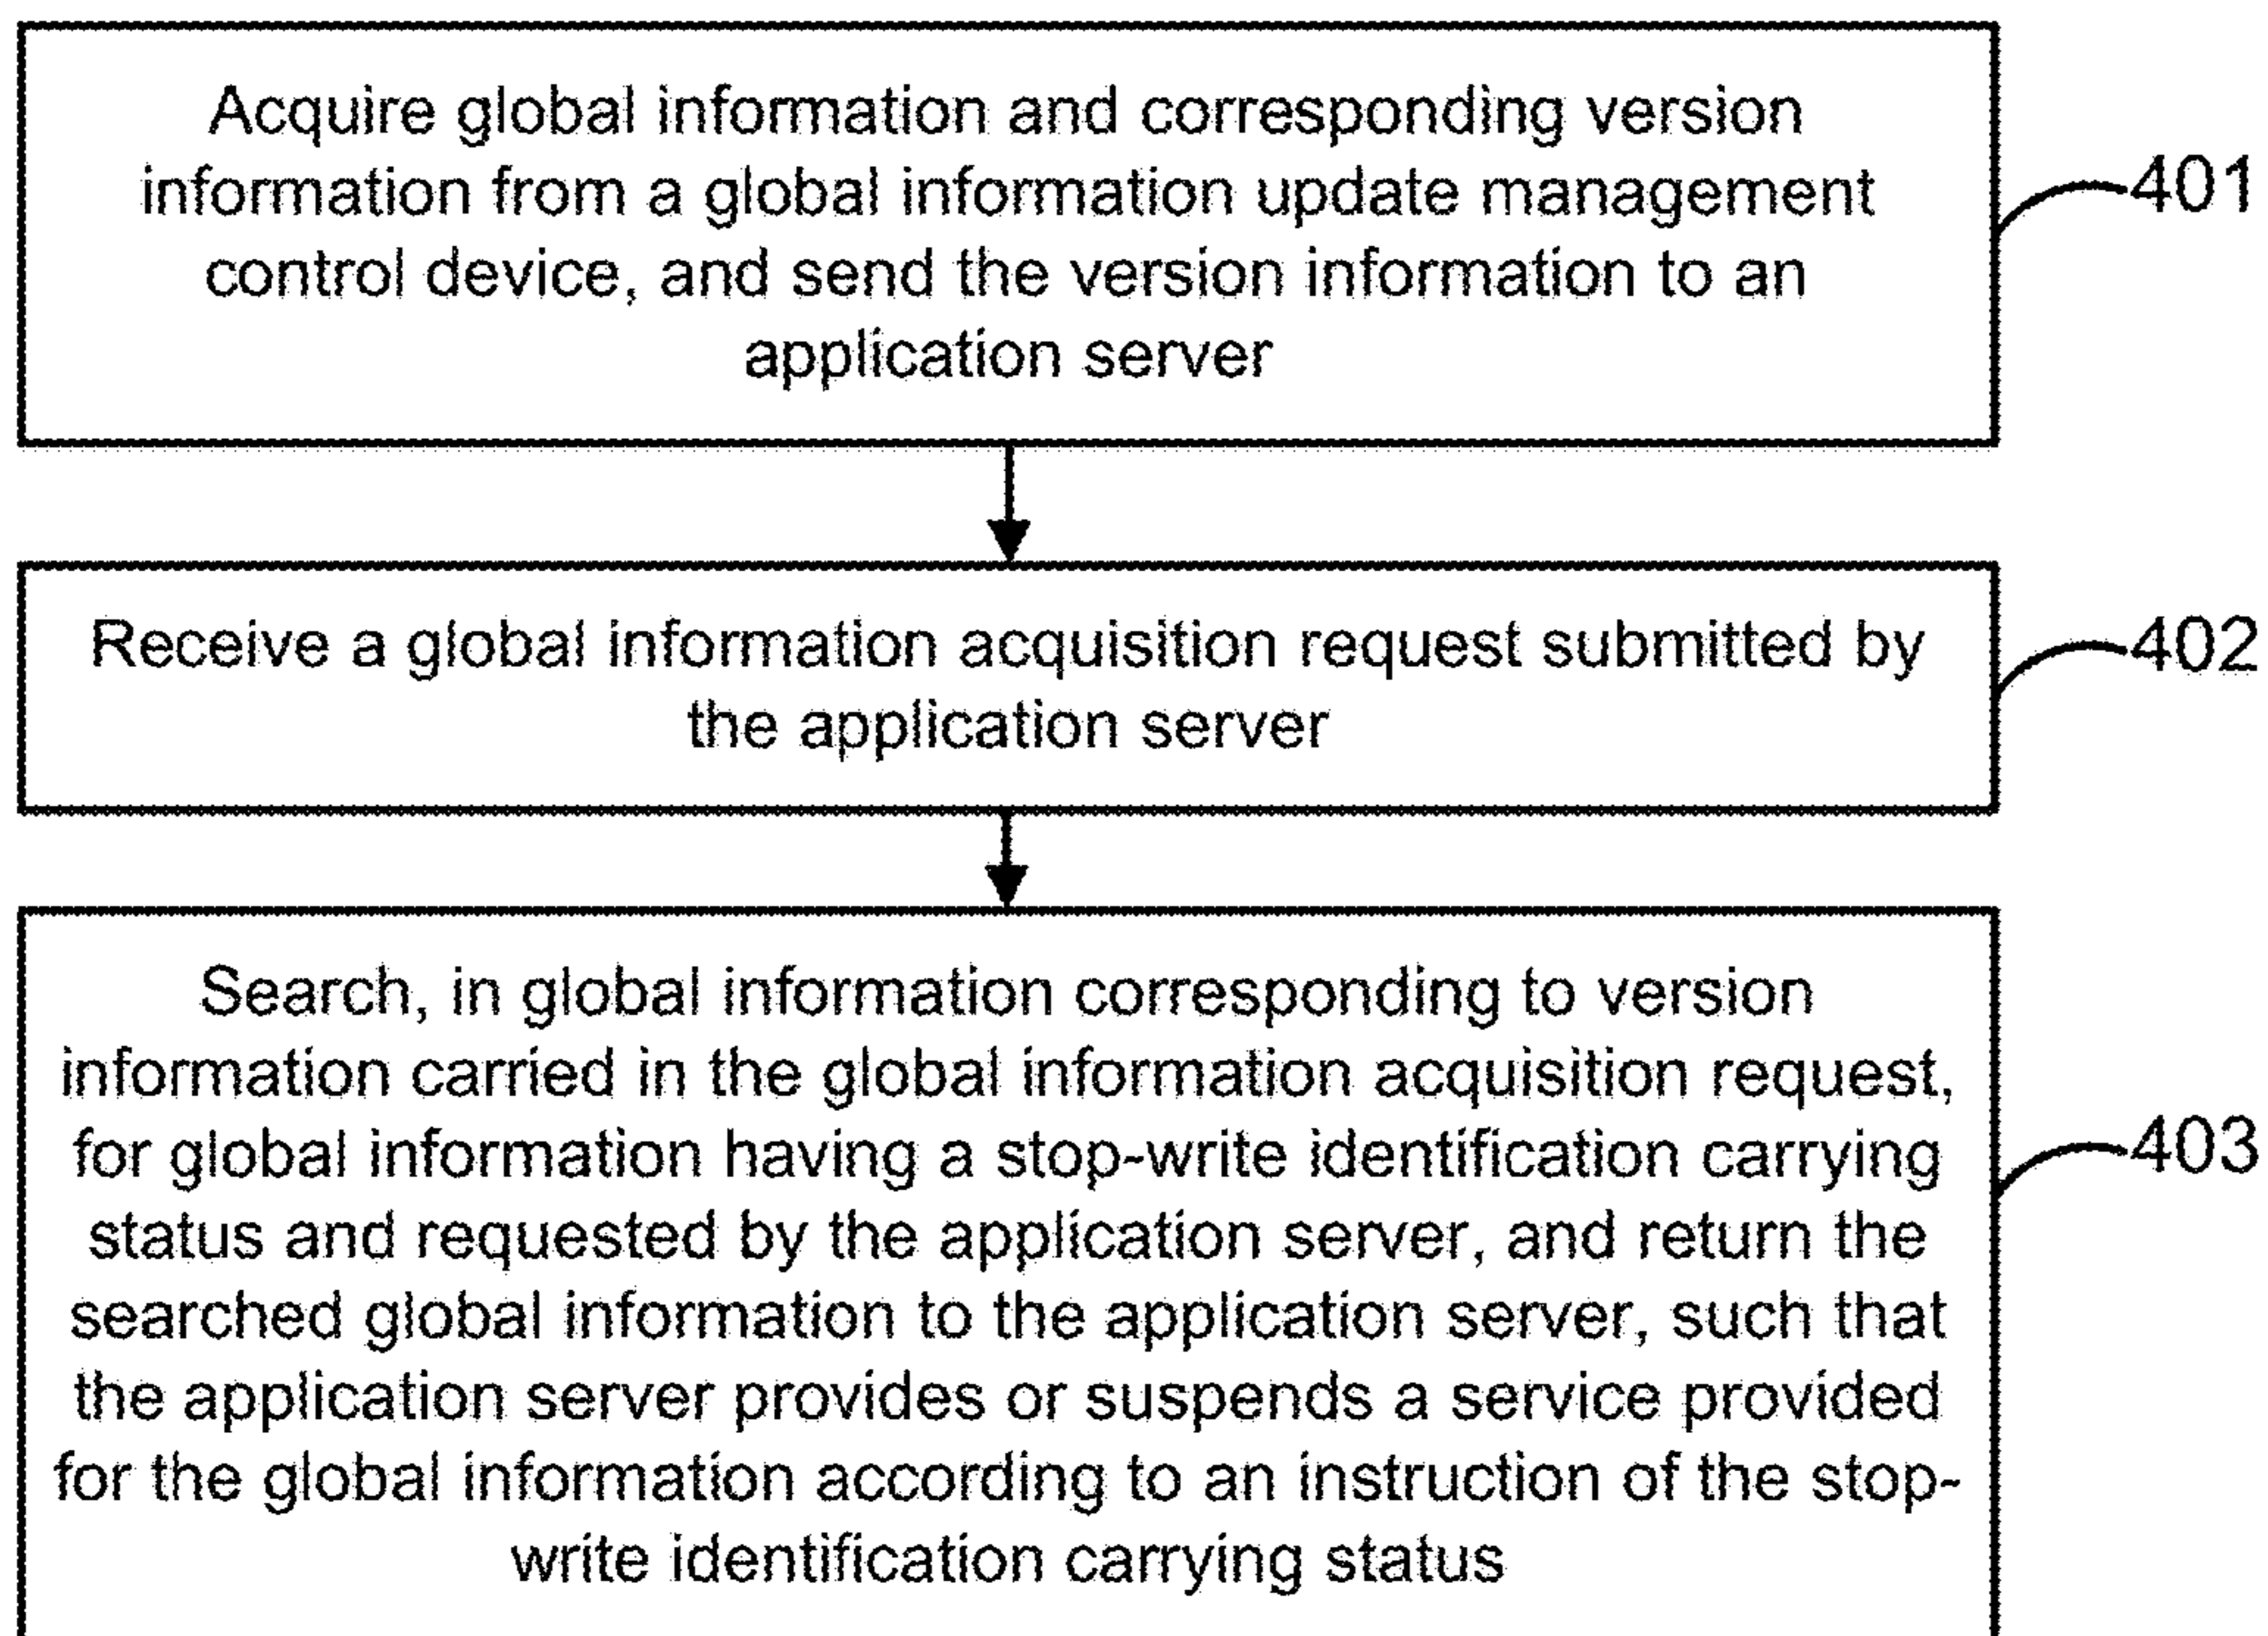 Acquire global information and corresponding version
information from a global information update management
control device, and send the version information to an
application server
401
Receive a global information acquisition request submitted by
the application server
402
Search, in global information corresponding to version
information carried in the global information acquisition request,
for global information having a stop-write identification carrying
status and requested by the application server, and return the
searched global information to the application server, such that
the application server provides or suspends a service provided
for the global information according to an instruction of the stop-
write identification carrying status
403